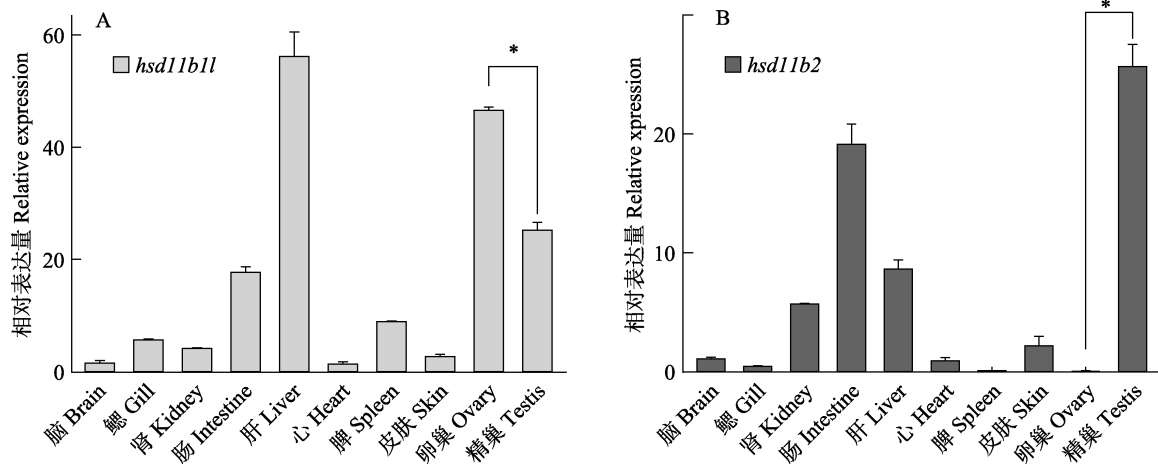 A
hsd11b1l
*
相对表达量 Relative expression
60
40
20
0
脑 Brain
鳃 Gill
肾 Kidney
肠 Intestine
肝 Liver
心 Heart
脾 Spleen
皮肤 Skin
卵巢 Ovary
精巢 Testis
B
hsd11b2
*
相对表达量 Relative xpression
20
10
0
脑 Brain
鳃 Gill
肾 Kidney
肠 Intestine
肝 Liver
心 Heart
脾 Spleen
皮肤 Skin
卵巢 Ovary
精巢 Testis